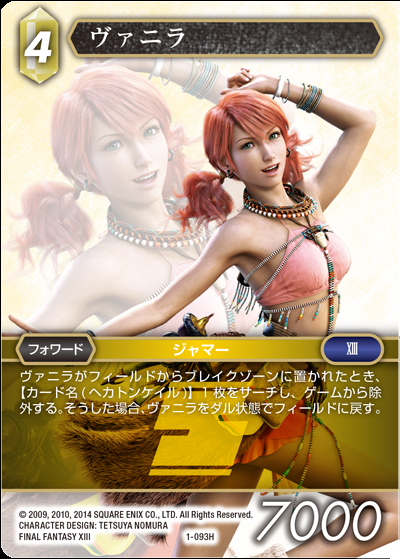 4
ヴァニラ
フォワード
ジャマー
XIII
ヴァニラがフィールドからブレイクゾーンに置かれたとき、
【カード名（ヘカトンケイル）】1枚をサーチし、ゲームから除
外する。そうした場合、ヴァニラをダル状態でフィールドに戻す。
© 2009, 2010, 2014 SQUARE ENIX CO., LTD. All Rights Reserved.
CHARACTER DESIGN: TETSUYA NOMURA
FINAL FANTASY XIII
1-093H
7000